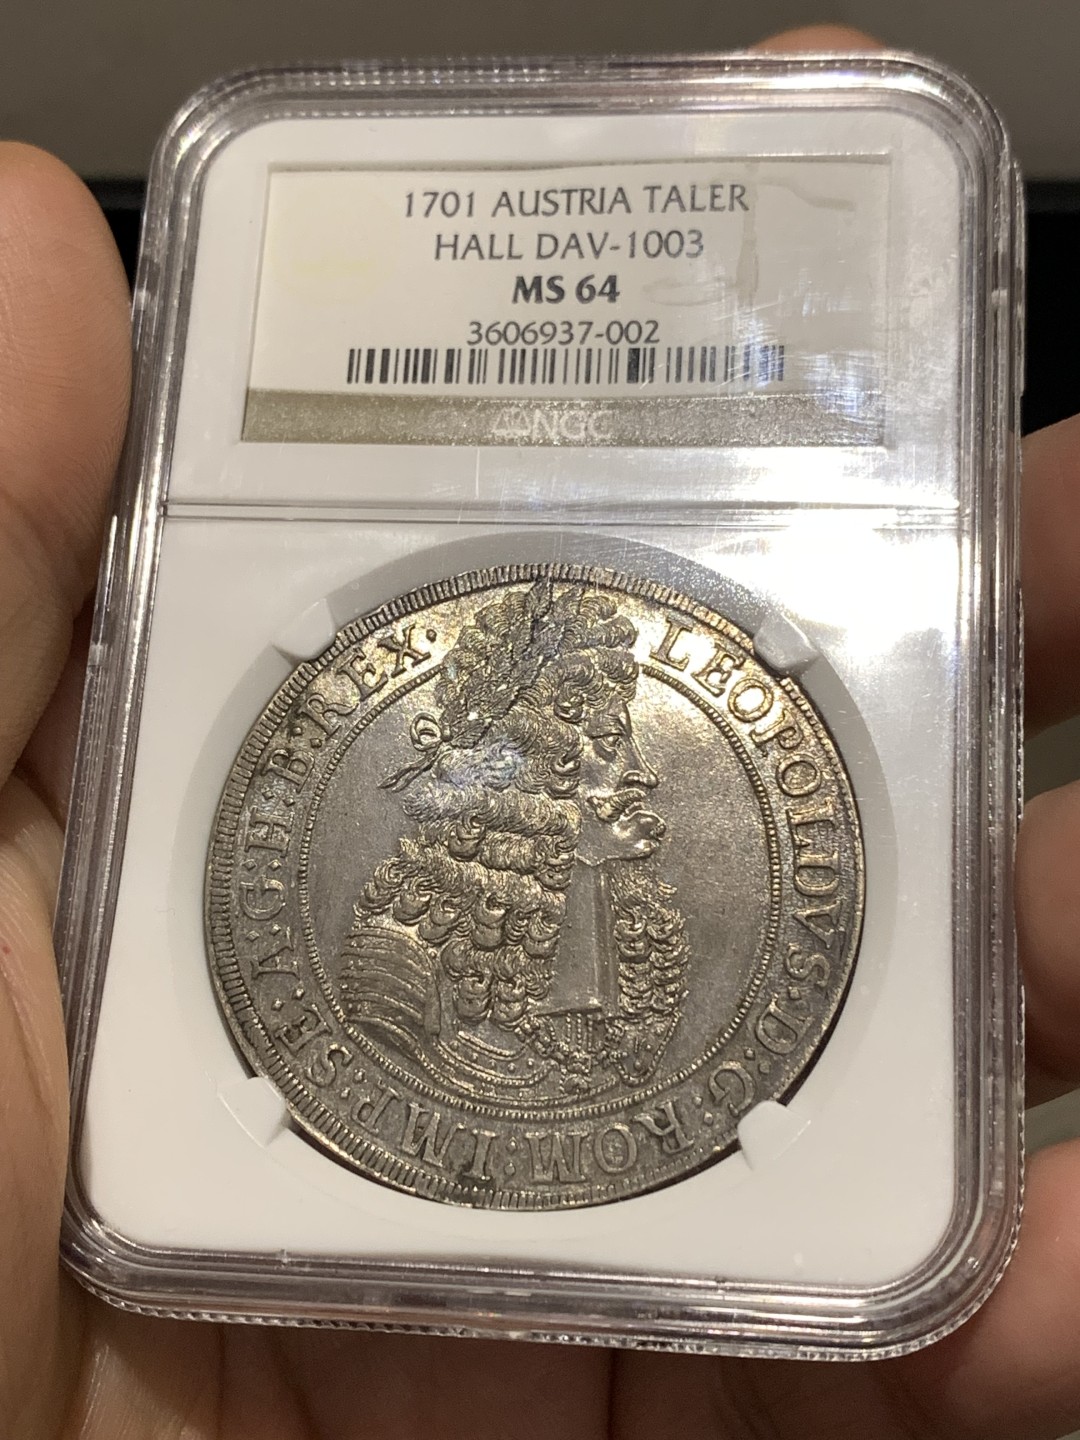 1701 AUSTRIA TALER
HALL DAV-1003
MS 64
3606937-002
NGC
LEOPOLDVS·D:G:ROM:IMP:SE:A:G:H:B:REX·